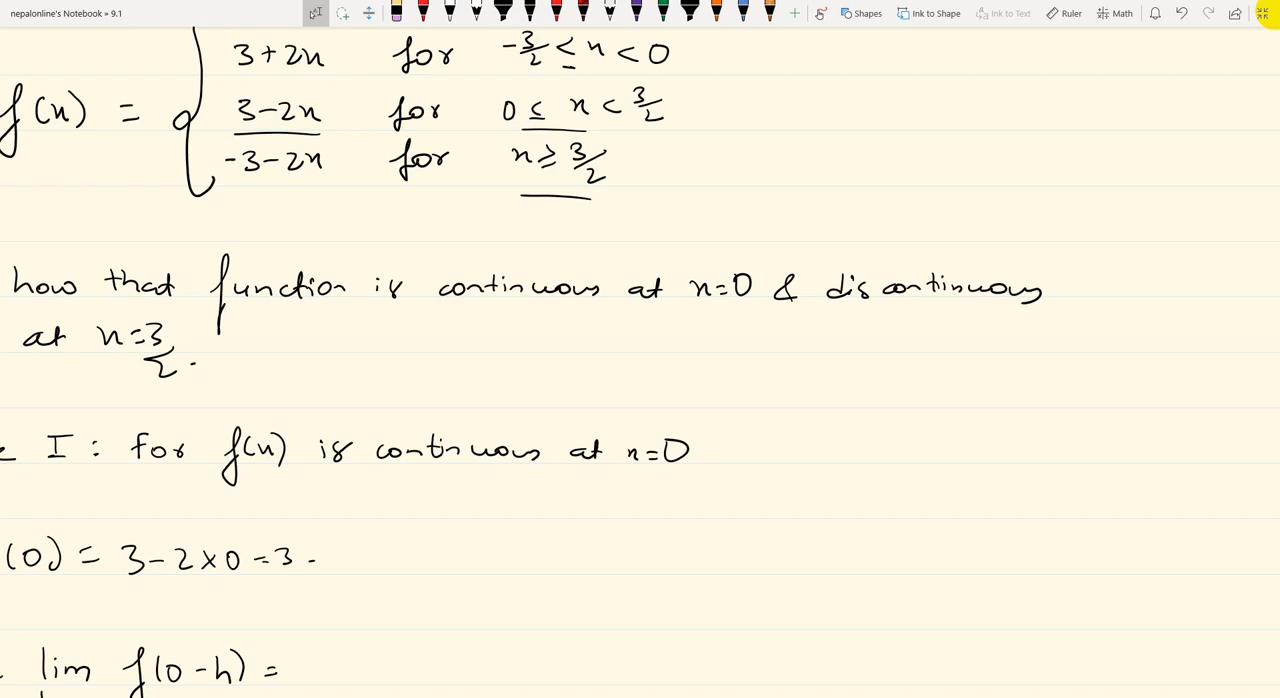 nepalonline's Notebook » 9.1
Shapes Ink to Shape Ink to Text Ruler Math
3+2x for -3/2 ≤ x < 0
f(x) = 3-2x for 0 ≤ x < 3/2
-3-2x for x ≥ 3/2
how that function is continuous at x=0 & discontinuous
at x=3/2.
I : for f(x) is continuous at x=0
(0) = 3-2×0 = 3.
lim f(0-h) =